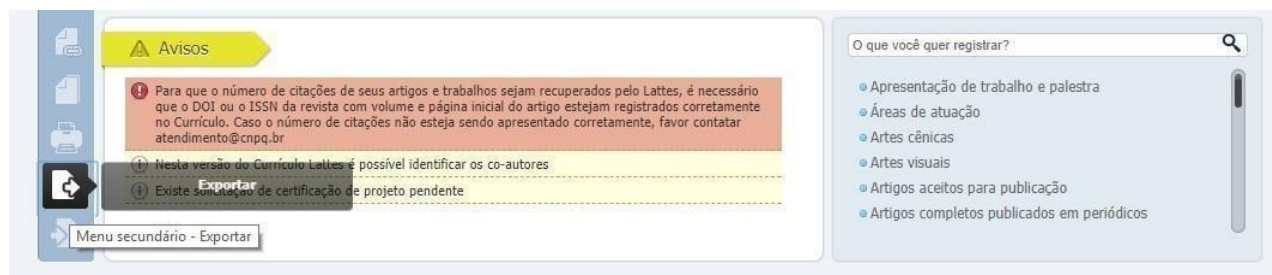 Avisos
Para que o número de citações de seus artigos e trabalhos sejam recuperados pelo Lattes, é necessário
que o DOI ou o ISSN da revista com volume e página inicial do artigo estejam registrados corretamente
no Currículo. Caso o número de citações não esteja sendo apresentado corretamente, favor contatar
atendimento@cnpq.br
Nesta versão do Currículo Lattes é possível identificar os co-autores
Existe solicitação de certificação de projeto pendente
Exportar
Menu secundário - Exportar
O que você quer registrar?
Apresentação de trabalho e palestra
Áreas de atuação
Artes cênicas
Artes visuais
Artigos aceitos para publicação
Artigos completos publicados em periódicos